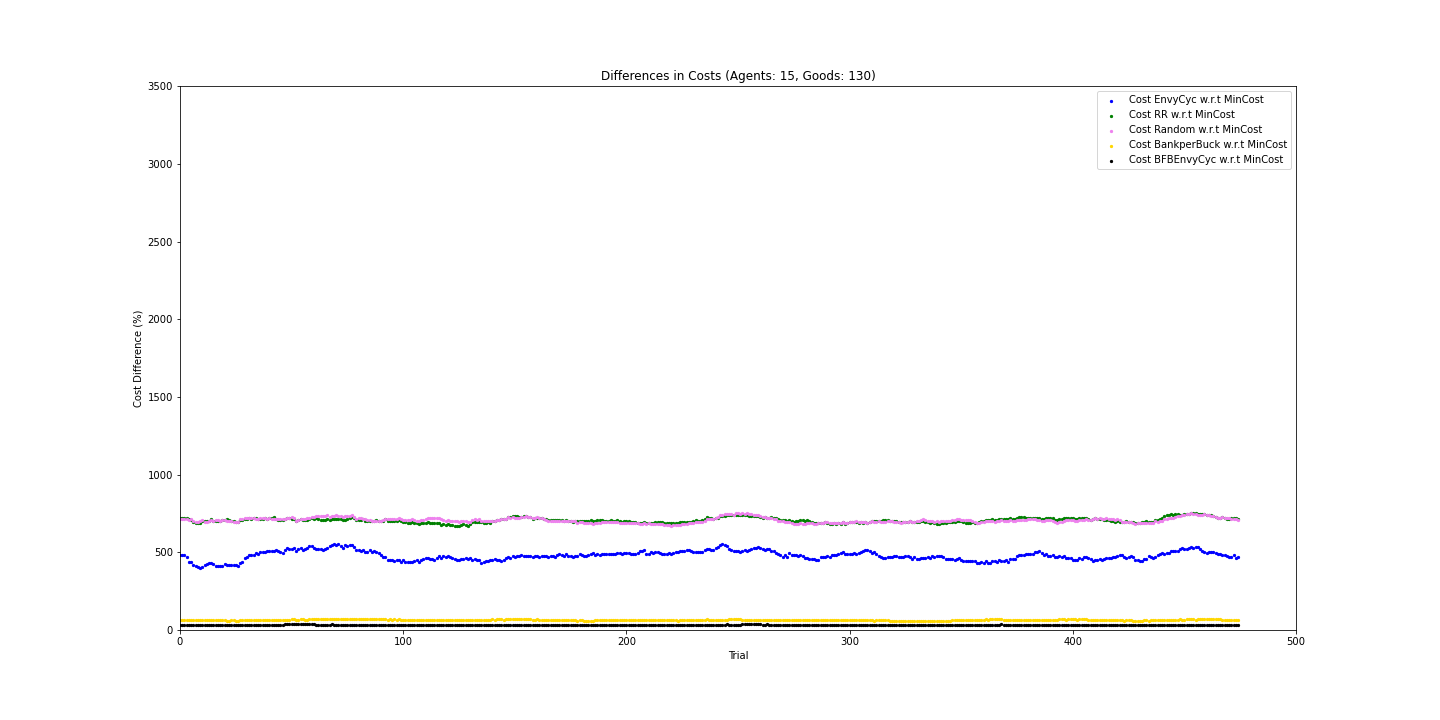 Differences in Costs (Agents: 15, Goods: 130)
3500
3000
2500
2000
1500
1000
500
0
Cost Difference (%)
Cost EnvyCyc w.r.t MinCost
Cost RR w.r.t MinCost
Cost Random w.r.t MinCost
Cost BankperBuck w.r.t MinCost
Cost BFBEnvyCyc w.r.t MinCost
0 100 200 300 400 500
Trial